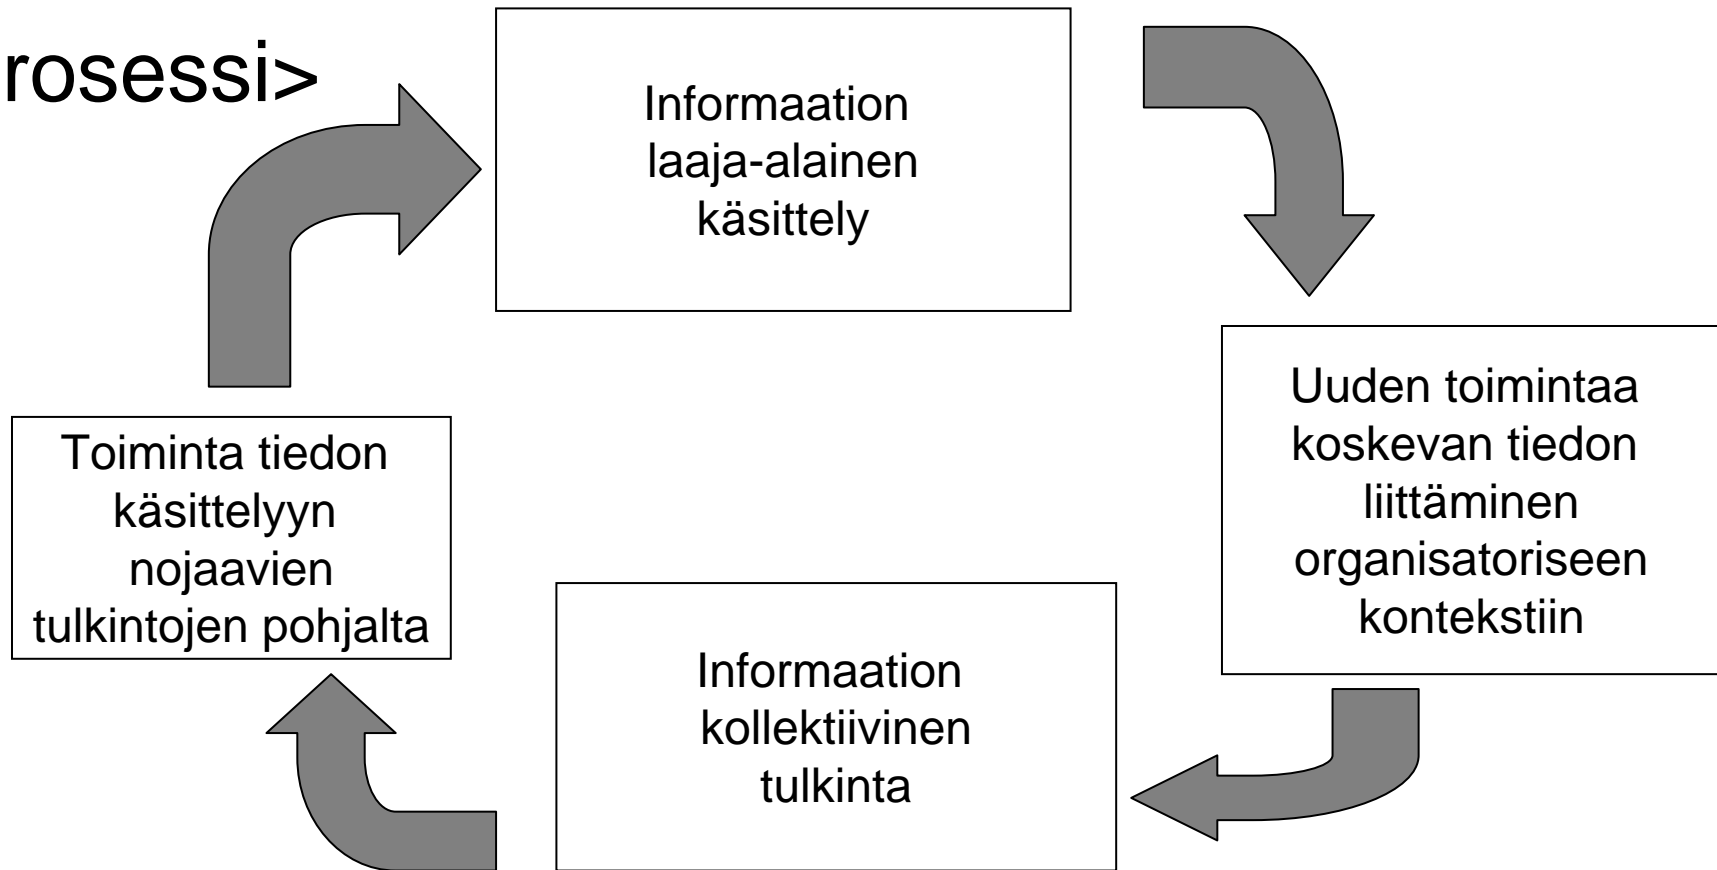 rosessi>
Informaation
laaja-alainen
käsittely
Uuden toimintaa
koskevan tiedon
liittäminen
organisatoriseen
kontekstiin
Informaation
kollektiivinen
tulkinta
Toiminta tiedon
käsittelyyn
nojaavien
tulkintojen pohjalta